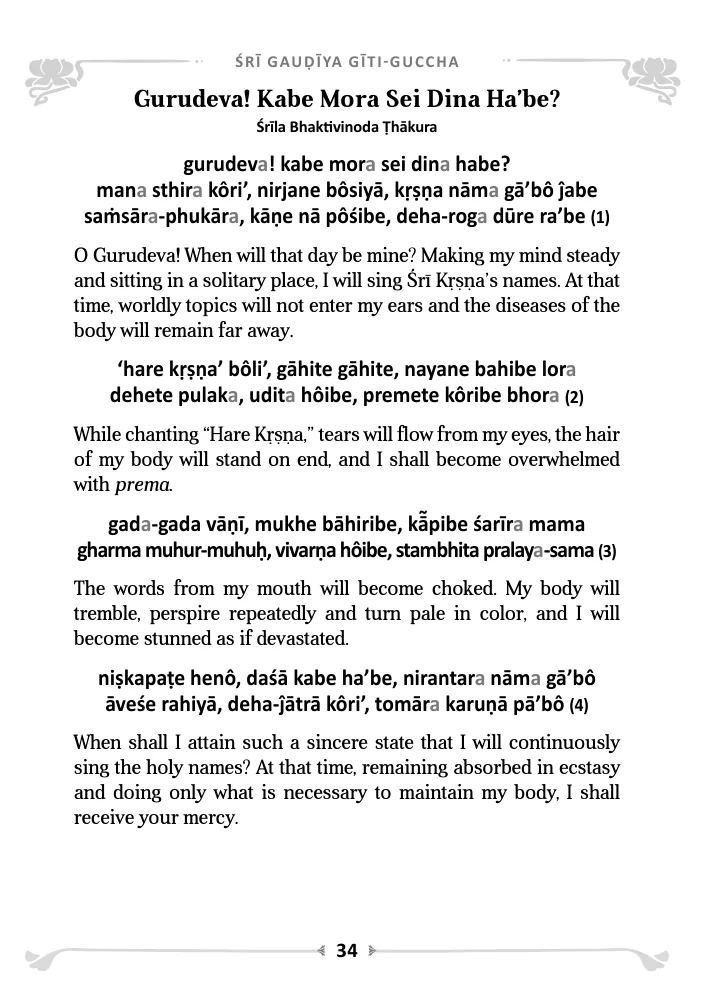 ŚRĪ GAUḌĪYA GĪTI-GUCCHA
Gurudeva! Kabe Mora Sei Dina Ha’be?
Śrīla Bhaktivinoda Ṭhākura
gurudeva! kabe mora sei dina habe?
mana sthira kôri’, nirjane bôsiyā, kṛṣṇa nāma gā’bô ĵabe
saṁsāra-phukāra, kāṇe nā pôśibe, deha-roga dūre ra’be (1)
O Gurudeva! When will that day be mine? Making my mind steady
and sitting in a solitary place, I will sing Śrī Kṛṣṇa’s names. At that
time, worldly topics will not enter my ears and the diseases of the
body will remain far away.
‘hare kṛṣṇa’ bôli’, gāhite gāhite, nayane bahibe lora
dehete pulaka, udita hôibe, premete kôribe bhora (2)
While chanting “Hare Kṛṣṇa,” tears will flow from my eyes, the hair
of my body will stand on end, and I shall become overwhelmed
with prema.
gada-gada vāṇī, mukhe bāhiribe, kā̃pibe śarīra mama
gharma muhur-muhuḥ, vivarṇa hôibe, stambhita pralaya-sama (3)
The words from my mouth will become choked. My body will
tremble, perspire repeatedly and turn pale in color, and I will
become stunned as if devastated.
niṣkapaṭe henô, daśā kabe ha’be, nirantara nāma gā’bô
āveśe rahiyā, deha-ĵātrā kôri’, tomāra karuṇā pā’bô (4)
When shall I attain such a sincere state that I will continuously
sing the holy names? At that time, remaining absorbed in ecstasy
and doing only what is necessary to maintain my body, I shall
receive your mercy.
34